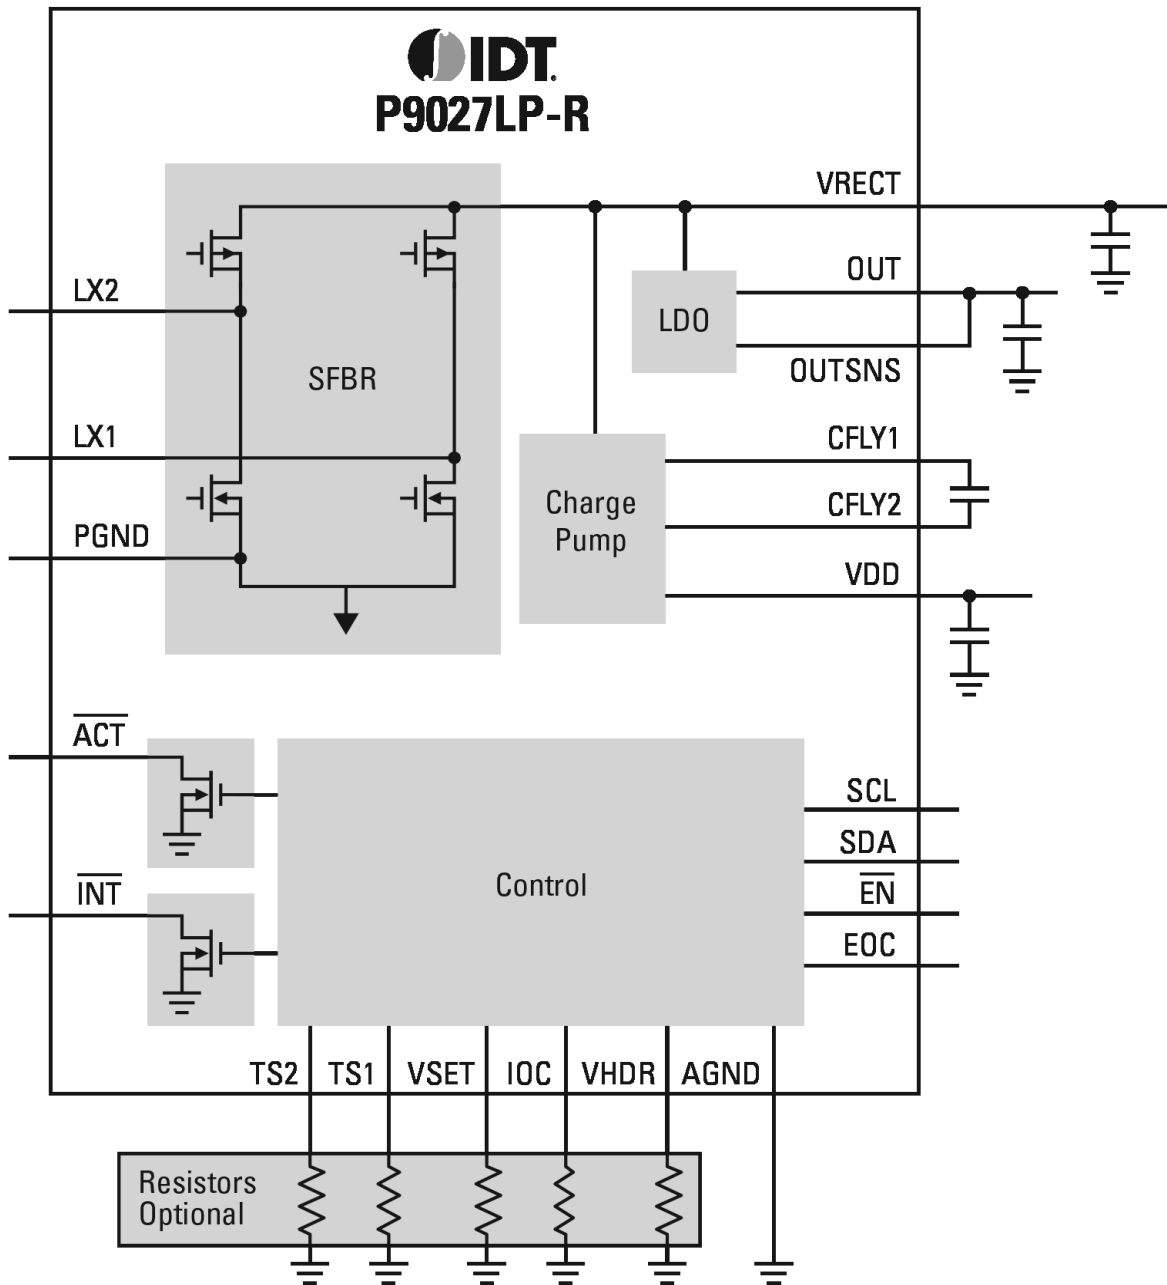 IDT.
P9027LP-R
VRECT
LX2
OUT
LDO
SFBR
OUTSNS
LX1
CFLY1
Charge
Pump
CFLY2
PGND
VDD
ACT
SCL
SDA
Control
INT
EN
EOC
TS2 TS1 VSET IOC VHDR AGND
Resistors
Optional